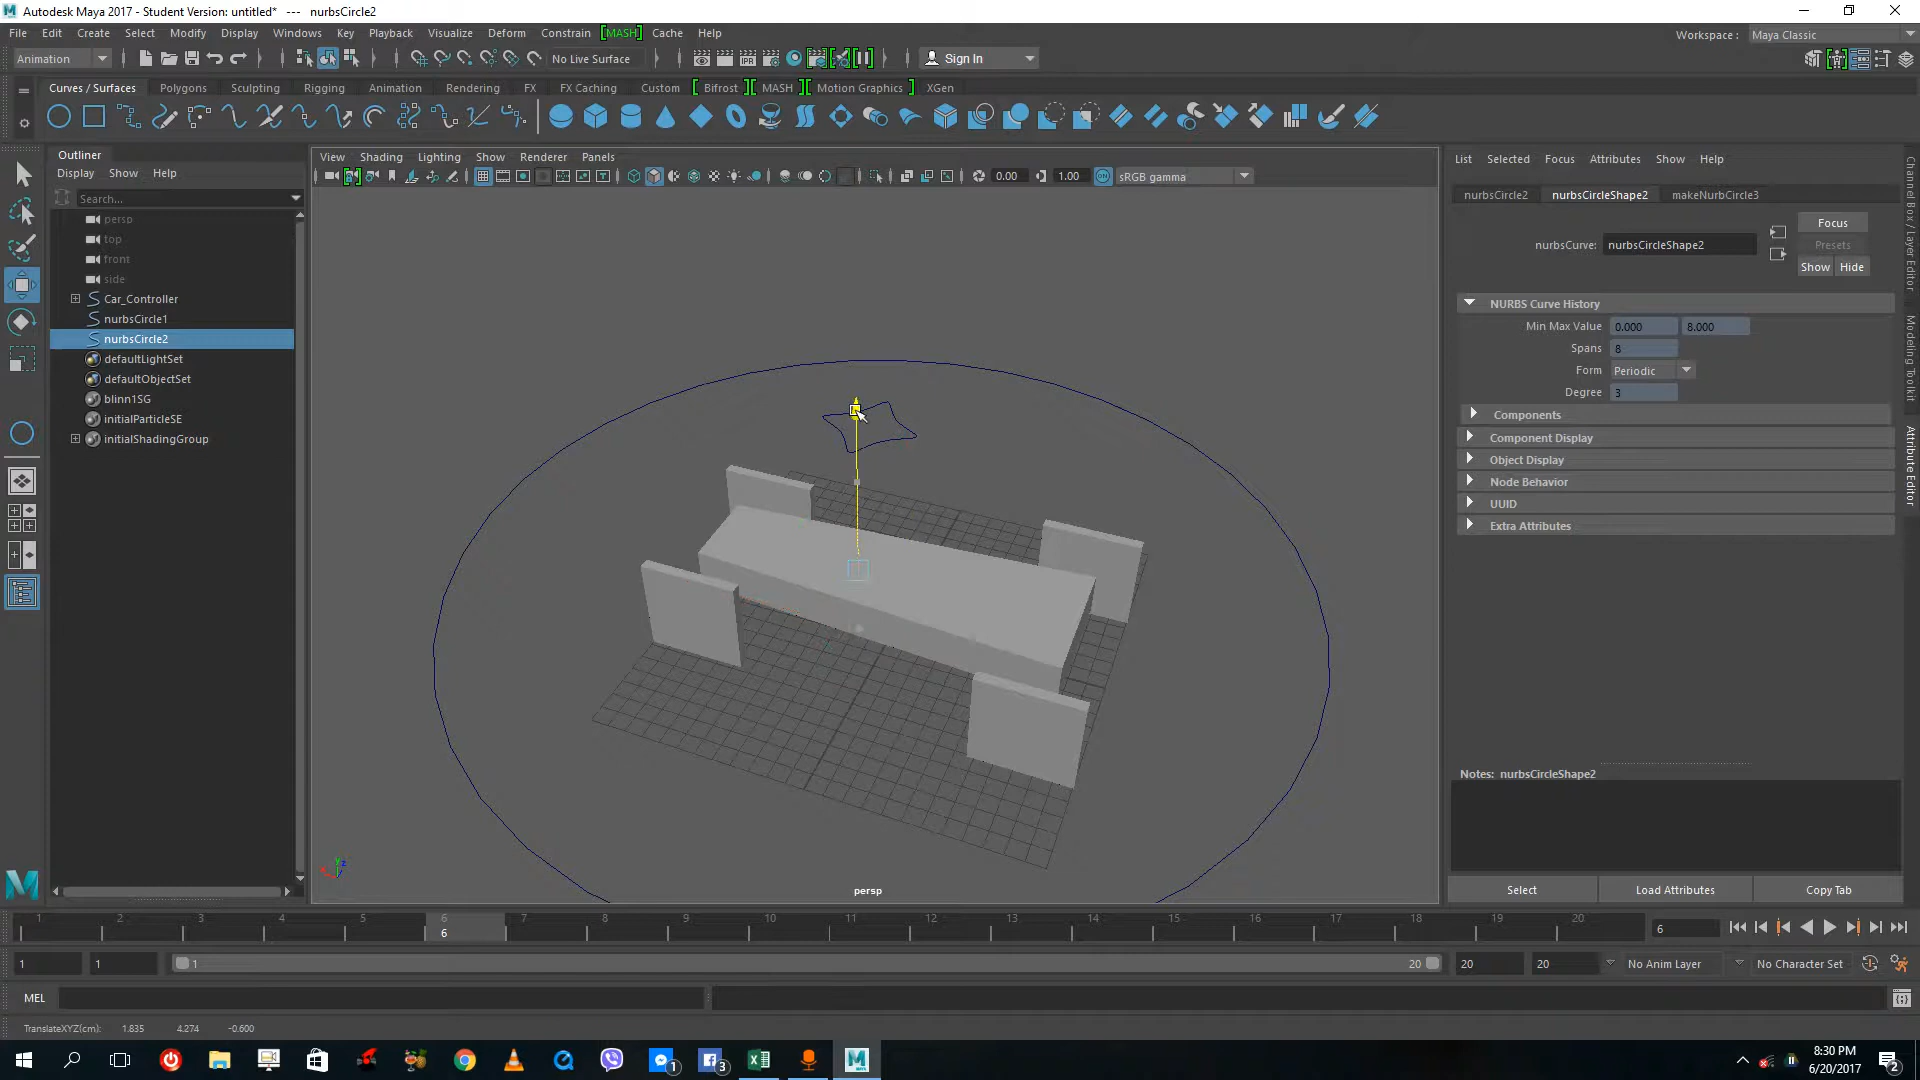 Autodesk Maya 2017 - Student Version: untitled* --- nurbsCircle2
File Edit Create Select Modify Display Windows Key Playback Visualize Deform Constrain [MASH] Cache Help
Workspace : Maya Classic
Animation
No Live Surface
Sign In
Curves / Surfaces Polygons Sculpting Rigging Animation Rendering FX FX Caching Custom Bifrost MASH Motion Graphics XGen
Outliner
Display Show Help
Search...
persp
top
front
side
Car_Controller
nurbsCircle1
nurbsCircle2
defaultLightSet
defaultObjectSet
blinn1SG
initialParticleSE
initialShadingGroup
View Shading Lighting Show Renderer Panels
0.00 1.00 ON sRGB gamma
persp
List Selected Focus Attributes Show Help
nurbsCircle2 nurbsCircleShape2 makeNurbCircle3
nurbsCurve: nurbsCircleShape2
Focus
Presets
Show Hide
NURBS Curve History
Min Max Value 0.000 8.000
Spans 8
Form Periodic
Degree 3
Components
Component Display
Object Display
Node Behavior
UUID
Extra Attributes
Notes: nurbsCircleShape2
Select Load Attributes Copy Tab
Channel Box / Layer Editor
Modeling Toolkit
Attribute Editor
1 2 3 4 5 6 7 8 9 10 11 12 13 14 15 16 17 18 19 20
6
6
1 1 1 20 20 20 No Anim Layer No Character Set
MEL
TranslateXYZ(cm): 1.835 4.274 -0.600
8:30 PM
6/20/2017